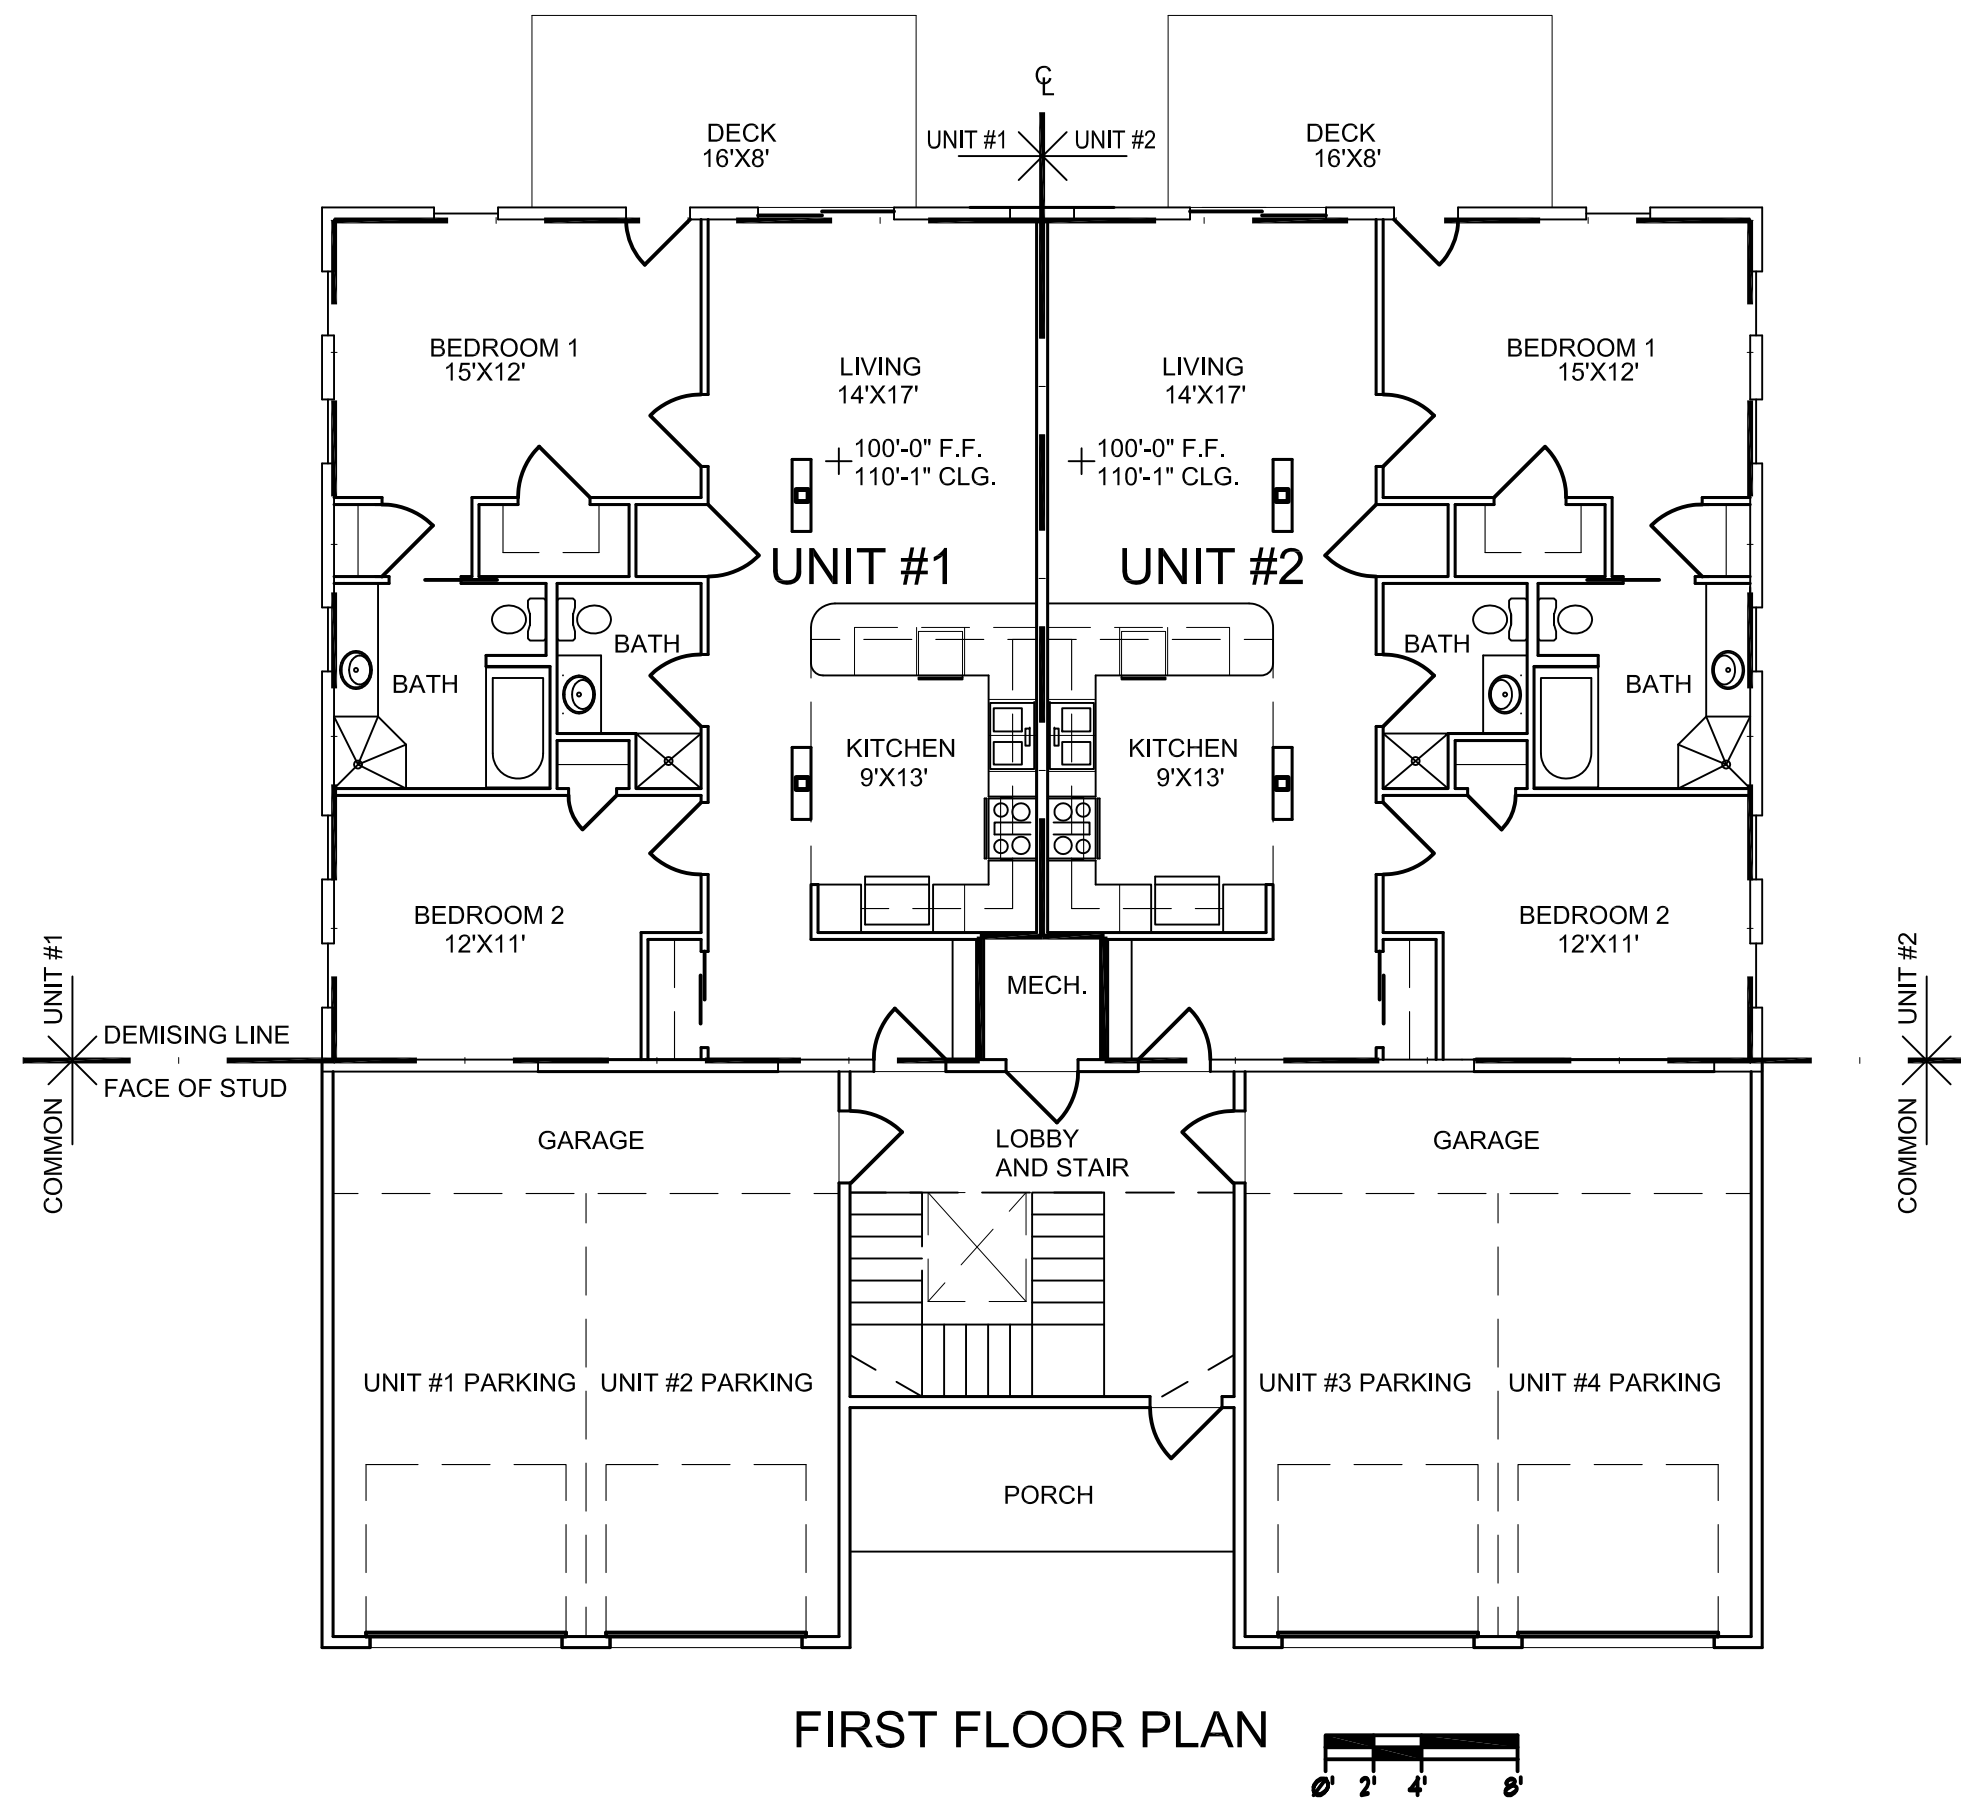 ℄
DECK
16'X8'
UNIT #1
UNIT #2
DECK
16'X8'
BEDROOM 1
15'X12'
LIVING
14'X17'
LIVING
14'X17'
BEDROOM 1
15'X12'
100'-0" F.F.
110'-1" CLG.
100'-0" F.F.
110'-1" CLG.
UNIT #1
UNIT #2
BATH
BATH
BATH
BATH
KITCHEN
9'X13'
KITCHEN
9'X13'
BEDROOM 2
12'X11'
BEDROOM 2
12'X11'
MECH.
UNIT #1
COMMON
DEMISING LINE
FACE OF STUD
UNIT #2
COMMON
GARAGE
LOBBY
AND STAIR
GARAGE
UNIT #1 PARKING
UNIT #2 PARKING
UNIT #3 PARKING
UNIT #4 PARKING
PORCH
FIRST FLOOR PLAN
0' 2' 4' 8'